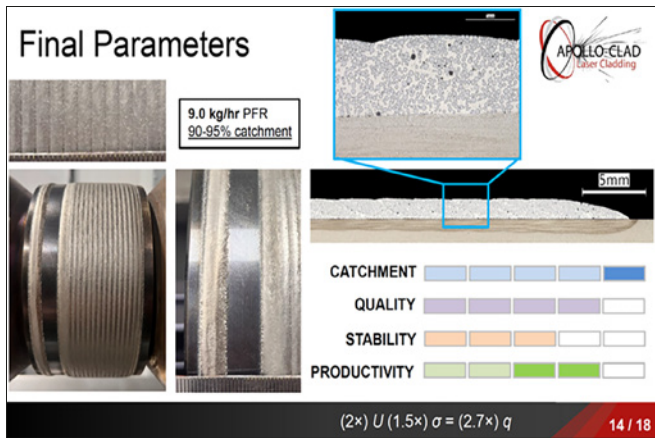 Final Parameters
APOLLO-CLAD
Laser Cladding
9.0 kg/hr PFR
90-95% catchment
5mm
CATCHMENT
QUALITY
STABILITY
PRODUCTIVITY
(2×) U (1.5×) σ = (2.7×) q
14 / 18